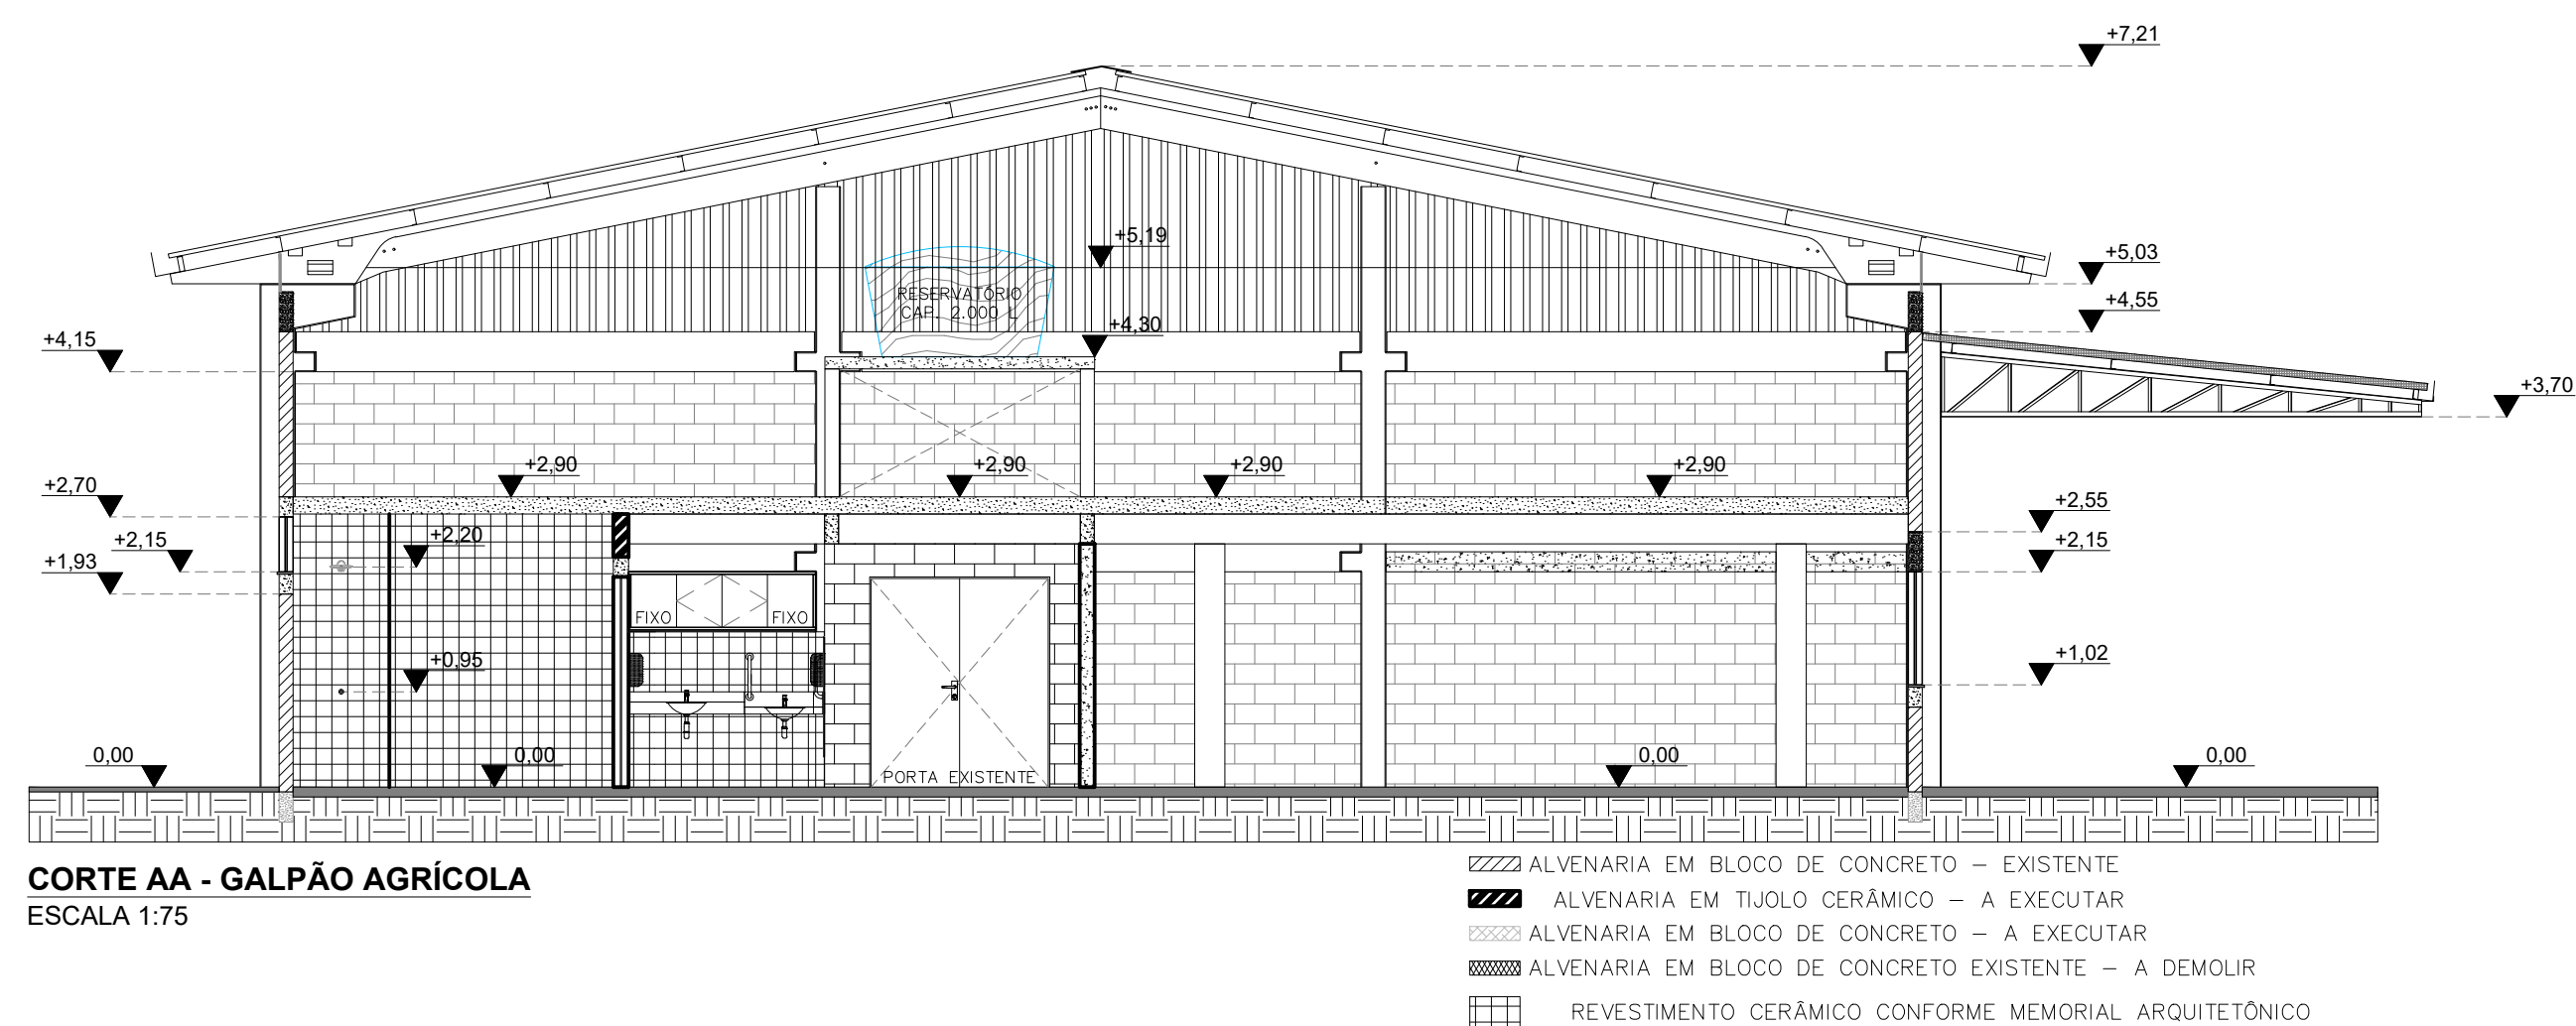 +7,21
+5,19
+5,03
RESERVATÓRIO
CAP. 2.000 L
+4,55
+4,30
+4,15
+3,70
+2,90
+2,90
+2,90
+2,90
+2,70
+2,55
+2,20
+2,15
+2,15
+1,93
FIXO
FIXO
+0,95
+1,02
0,00
0,00
0,00
0,00
PORTA EXISTENTE
CORTE AA - GALPÃO AGRÍCOLA
ESCALA 1:75
ALVENARIA EM BLOCO DE CONCRETO – EXISTENTE
ALVENARIA EM TIJOLO CERÂMICO – A EXECUTAR
ALVENARIA EM BLOCO DE CONCRETO – A EXECUTAR
ALVENARIA EM BLOCO DE CONCRETO EXISTENTE – A DEMOLIR
REVESTIMENTO CERÂMICO CONFORME MEMORIAL ARQUITETÔNICO